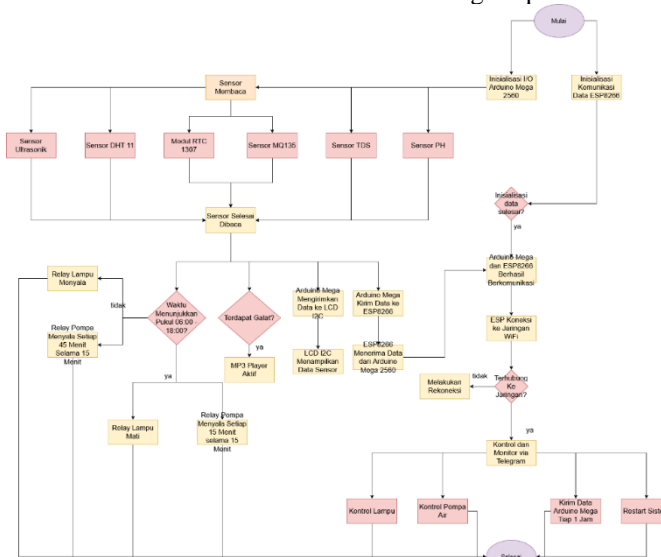 Mulai
Inisialisasi I/O
Arduino Mega
2560
Inisialisasi
Komunikasi
Data ESP8266
Sensor
Membaca
Sensor
Ultrasonik
Sensor DHT 11
Modul RTC
1307
Sensor MQ135
Sensor TDS
Sensor PH
Inisialisasi
data
selesai?
ya
Sensor Selesai
Dibaca
Arduino Mega
dan ESP8266
Berhasil
Berkomunikasi
Relay Lampu
Menyala
tidak
Waktu
Menunjukkan
Pukul 06:00 -
18:00?
Terdapat Galat?
Arduino Mega
Mengirimkan
Data ke LCD
I2C
Arduino Mega
Kirim Data ke
ESP8266
Relay Pompa
Menyala Setiap
45 Menit
Selama 15
Menit
ya
MP3 Player
Aktif
LCD I2C
Menampilkan
Data Sensor
ESP8266
Menerima Data
dari Arduino
Mega 2560
ESP Koneksi
ke Jaringan
WiFi
ya
Melakukan
Rekoneksi
tidak
Terhubung
Ke
Jaringan?
ya
Relay Lampu
Mati
Relay Pompa
Menyala Setiap
15 Menit
selama 15
Menit
Kontrol dan
Monitor via
Telegram
Kontrol Lampu
Kontrol Pompa
Air
Kirim Data
Arduino Mega
Tiap 1 Jam